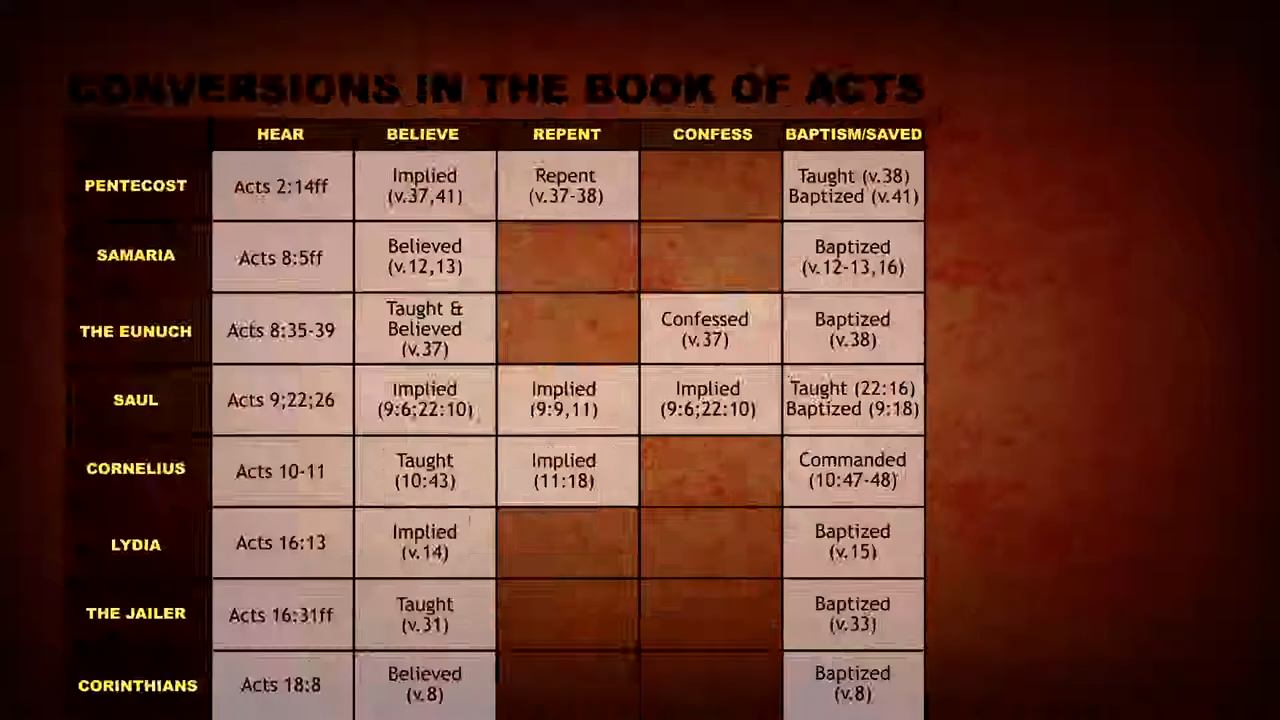 CONVERSIONS IN THE BOOK OF ACTS
HEAR BELIEVE REPENT CONFESS BAPTISM/SAVED
PENTECOST
Acts 2:14ff
Implied
(v.37,41)
Repent
(v.37-38)
Taught (v.38)
Baptized (v.41)
SAMARIA
Acts 8:5ff
Believed
(v.12,13)
Baptized
(v.12-13,16)
THE EUNUCH
Acts 8:35-39
Taught &
Believed
(v.37)
Confessed
(v.37)
Baptized
(v.38)
SAUL
Acts 9;22;26
Implied
(9:6;22:10)
Implied
(9:9,11)
Implied
(9:6;22:10)
Taught (22:16)
Baptized (9:18)
CORNELIUS
Acts 10-11
Taught
(10:43)
Implied
(11:18)
Commanded
(10:47-48)
LYDIA
Acts 16:13
Implied
(v.14)
Baptized
(v.15)
THE JAILER
Acts 16:31ff
Taught
(v.31)
Baptized
(v.33)
CORINTHIANS
Acts 18:8
Believed
(v.8)
Baptized
(v.8)